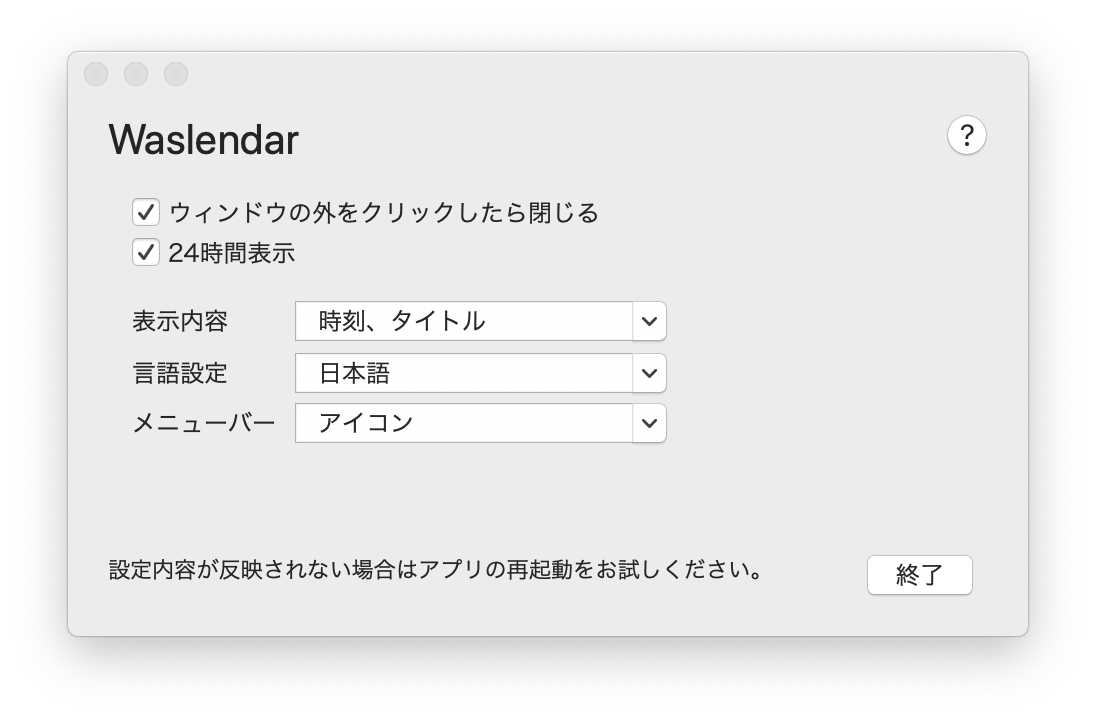 Waslendar
?
ウィンドウの外をクリックしたら閉じる
24時間表示
表示内容 時刻、タイトル
言語設定 日本語
メニューバー アイコン
設定内容が反映されない場合はアプリの再起動をお試しください。
終了